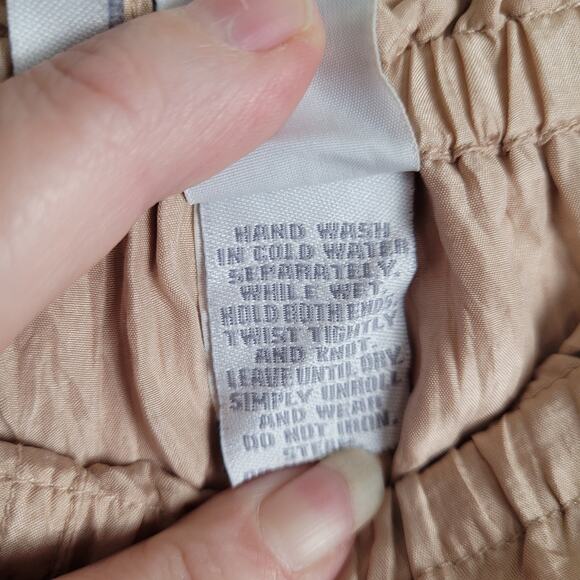 HAND WASH
IN COLD WATER
SEPARATELY.
WHILE WET,
HOLD BOTH ENDS,
TWIST TIGHTLY
AND KNOT.
LEAVE UNTIL DRY.
SIMPLY UNROLL
AND WEAR
DO NOT IRON.